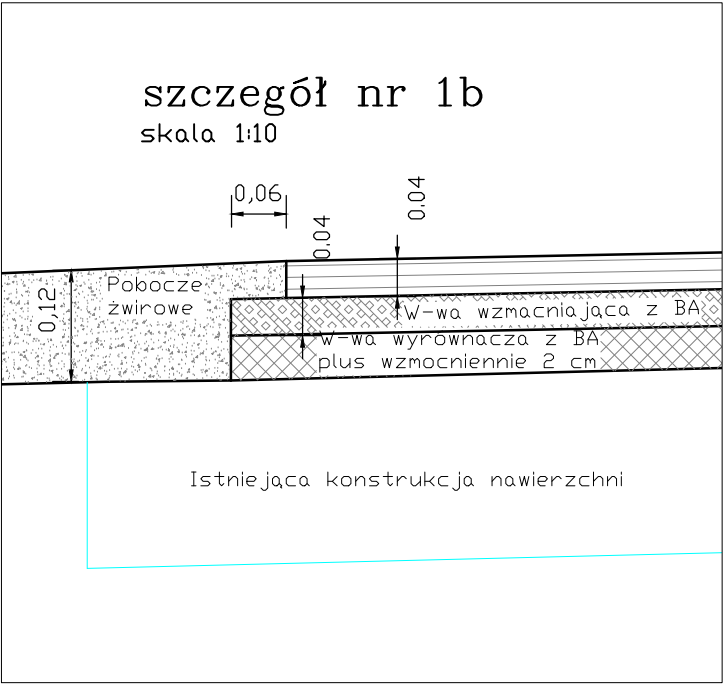 szczegół nr 1b
skala 1:10
0,06
0.04
0.04
Pobocze
żwirowe
0,12
W-wa wzmacniająca z BA
w-wa wyrównacza z BA
plus wzmocniennie 2 cm
Istniejąca konstrukcja nawierzchni